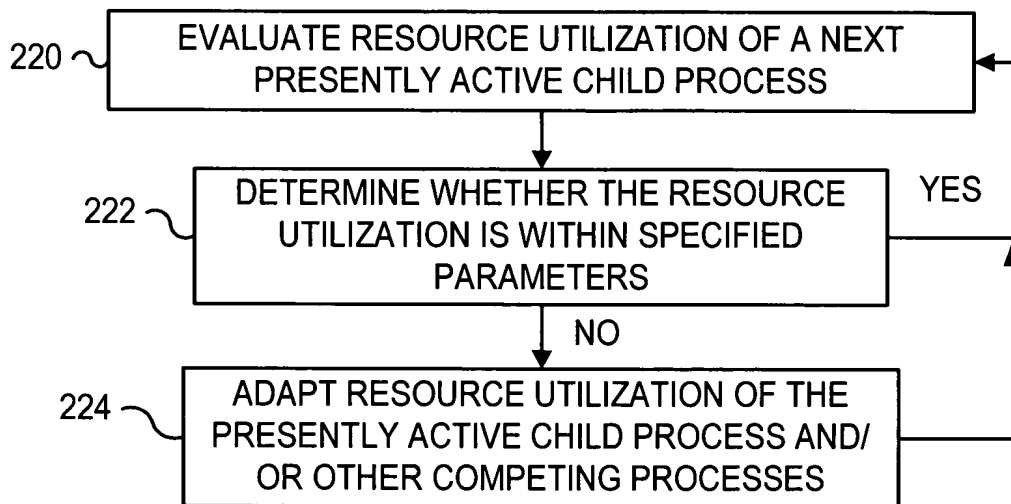 220
EVALUATE RESOURCE UTILIZATION OF A NEXT
PRESENTLY ACTIVE CHILD PROCESS
222
DETERMINE WHETHER THE RESOURCE
UTILIZATION IS WITHIN SPECIFIED
PARAMETERS
YES
NO
224
ADAPT RESOURCE UTILIZATION OF THE
PRESENTLY ACTIVE CHILD PROCESS AND/
OR OTHER COMPETING PROCESSES